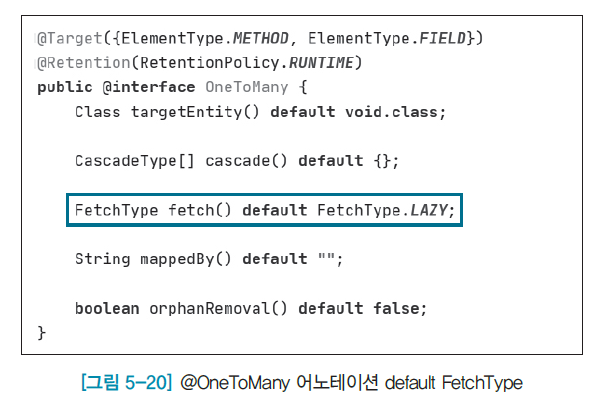 @Target({ElementType.METHOD, ElementType.FIELD})
@Retention(RetentionPolicy.RUNTIME)
public @interface OneToMany {
    Class targetEntity() default void.class;

    CascadeType[] cascade() default {};

    FetchType fetch() default FetchType.LAZY;

    String mappedBy() default "";

    boolean orphanRemoval() default false;
}
[그림 5-20] @OneToMany 어노테이션 default FetchType